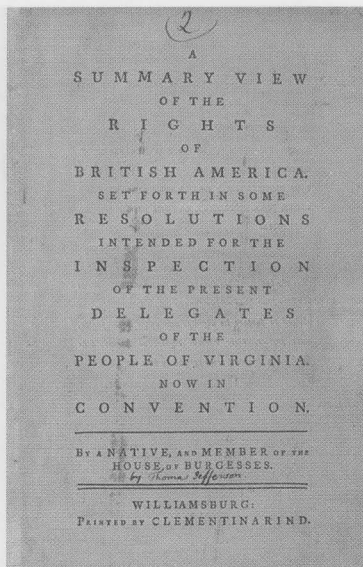 2
A
SUMMARY VIEW
OF THE
RIGHTS
OF
BRITISH AMERICA.
SET FORTH IN SOME
RESOLUTIONS
INTENDED FOR THE
INSPECTION
OF THE PRESENT
DELEGATES
OF THE
PEOPLE OF VIRGINIA.
NOW IN
CONVENTION.
BY A NATIVE, AND MEMBER OF THE
HOUSE OF BURGESSES.
by Thomas Jefferson
WILLIAMSBURG:
PRINTED BY CLEMENTINARIND.